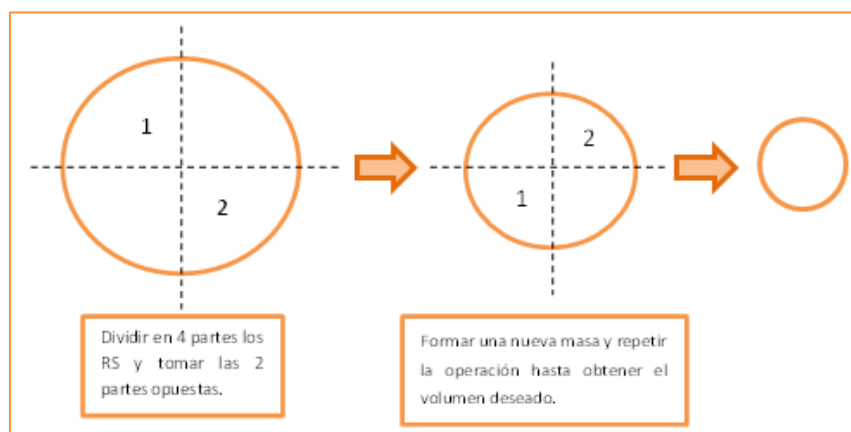 1
2
2
1
Dividir en 4 partes los
RS y tomar las 2
partes opuestas.
Formar una nueva masa y repetir
la operación hasta obtener el
volumen deseado.